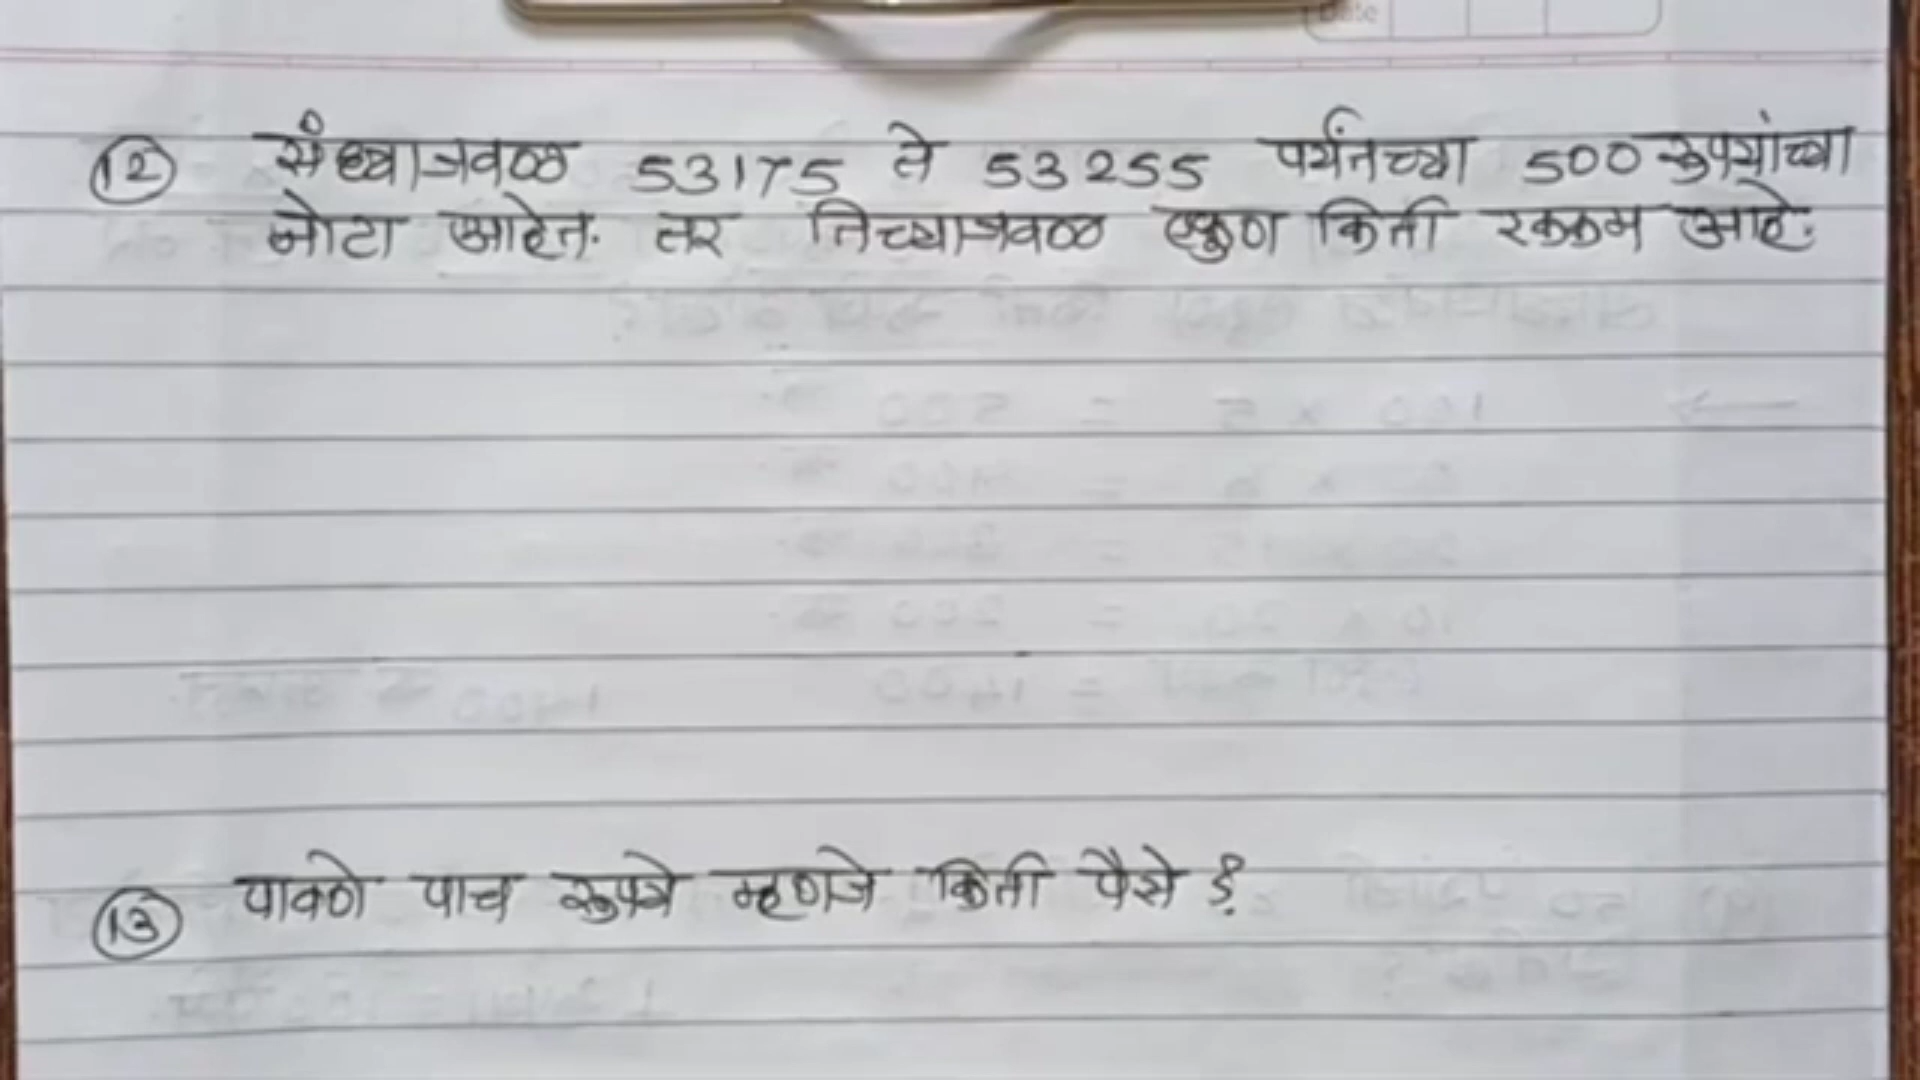 Date
(12) संध्याजवळ 53175 ते 53255 पर्यंतच्या 500 रुपयांच्या
नोटा आहेत. तर तिच्याजवळ एकुण किती रक्कम आहे.
(13) पावणे पाच रुपये म्हणजे किती पैसे ?